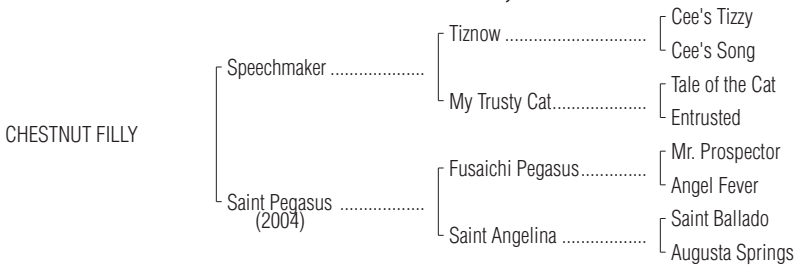 Cee's Tizzy
Tiznow ................................
Cee's Song
Speechmaker .....................
Tale of the Cat
My Trusty Cat.....................
Entrusted
CHESTNUT FILLY
Mr. Prospector
Fusaichi Pegasus...............
Angel Fever
Saint Pegasus ...................
(2004)
Saint Ballado
Saint Angelina ...................
Augusta Springs